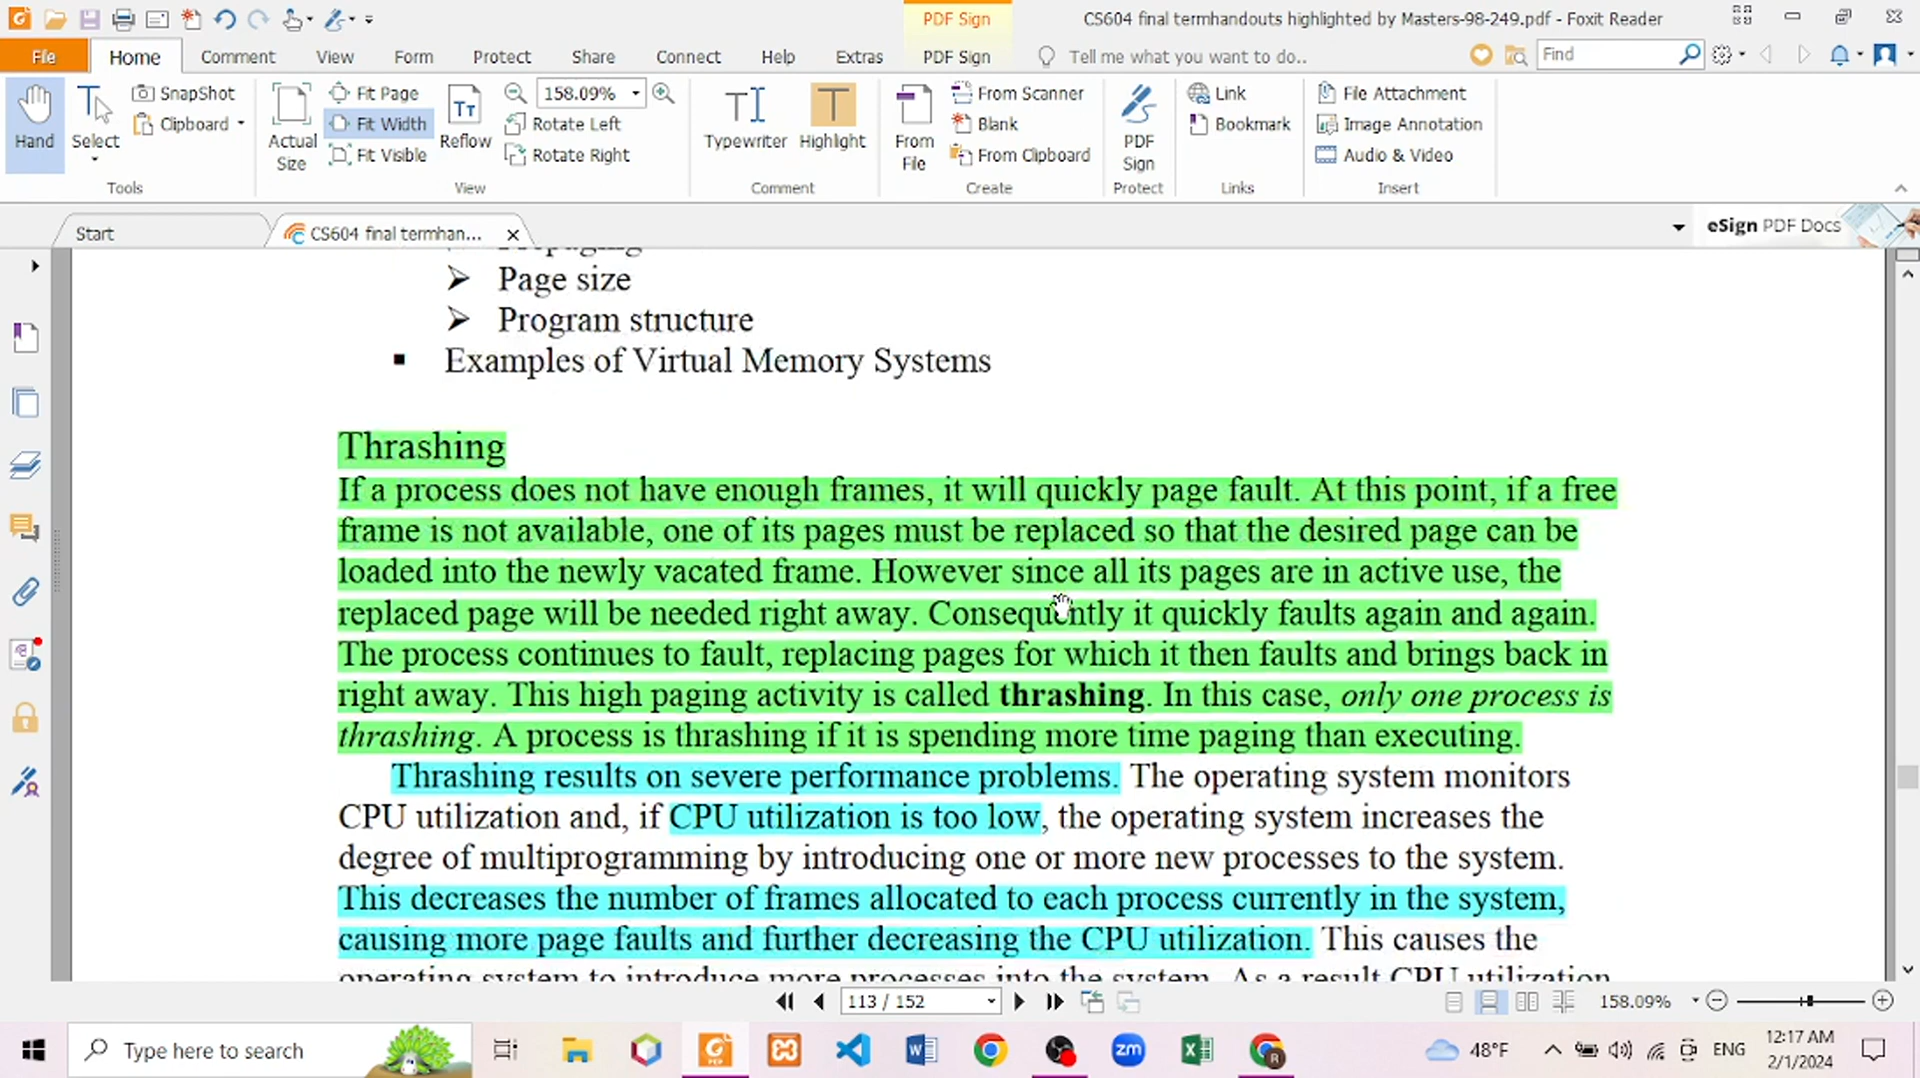 PDF Sign
CS604 final termhandouts highlighted by Masters-98-249.pdf - Foxit Reader
File Home Comment View Form Protect Share Connect Help Extras PDF Sign Tell me what you want to do.. Find
Hand
Select
SnapShot
Clipboard
Tools
Actual Size
Fit Page
Fit Width
Fit Visible
Reflow
158.09%
Rotate Left
Rotate Right
View
Typewriter
Highlight
Comment
From File
From Scanner
Blank
From Clipboard
Create
PDF Sign
Protect
Link
Bookmark
Links
File Attachment
Image Annotation
Audio & Video
Insert
Start
CS604 final termhan...
eSign PDF Docs
➢ Page size
➢ Program structure
▪ Examples of Virtual Memory Systems
Thrashing
If a process does not have enough frames, it will quickly page fault. At this point, if a free
frame is not available, one of its pages must be replaced so that the desired page can be
loaded into the newly vacated frame. However since all its pages are in active use, the
replaced page will be needed right away. Consequently it quickly faults again and again.
The process continues to fault, replacing pages for which it then faults and brings back in
right away. This high paging activity is called thrashing. In this case, only one process is
thrashing. A process is thrashing if it is spending more time paging than executing.
Thrashing results on severe performance problems. The operating system monitors
CPU utilization and, if CPU utilization is too low, the operating system increases the
degree of multiprogramming by introducing one or more new processes to the system.
This decreases the number of frames allocated to each process currently in the system,
causing more page faults and further decreasing the CPU utilization. This causes the
operating system to introduce more processes into the system. As a result CPU utilization
113 / 152
158.09%
Type here to search
48°F
ENG
12:17 AM
2/1/2024